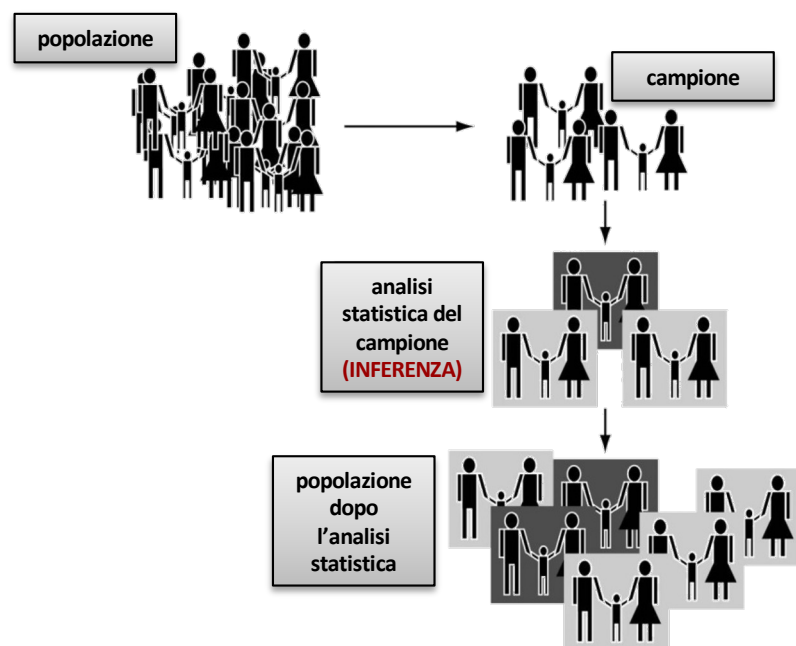 popolazione
campione
analisi
statistica del
campione
(INFERENZA)
popolazione
dopo
l’analisi
statistica